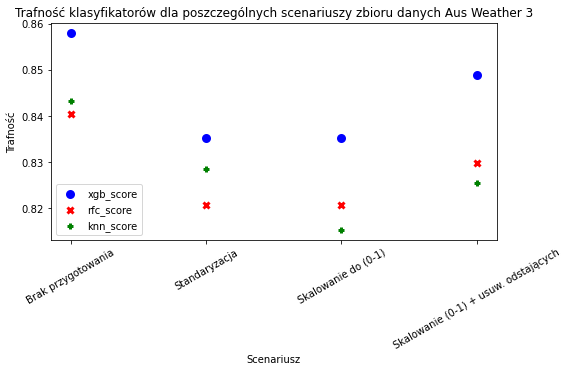 Trafność klasyfikatorów dla poszczególnych scenariuszy zbioru danych Aus Weather 3
0.86
0.85
0.84
0.83
0.82
Trafność
xgb_score
rfc_score
knn_score
Brak przygotowania
Standaryzacja
Skalowanie do (0-1)
Skalowanie (0-1) + usuw. odstających
Scenariusz